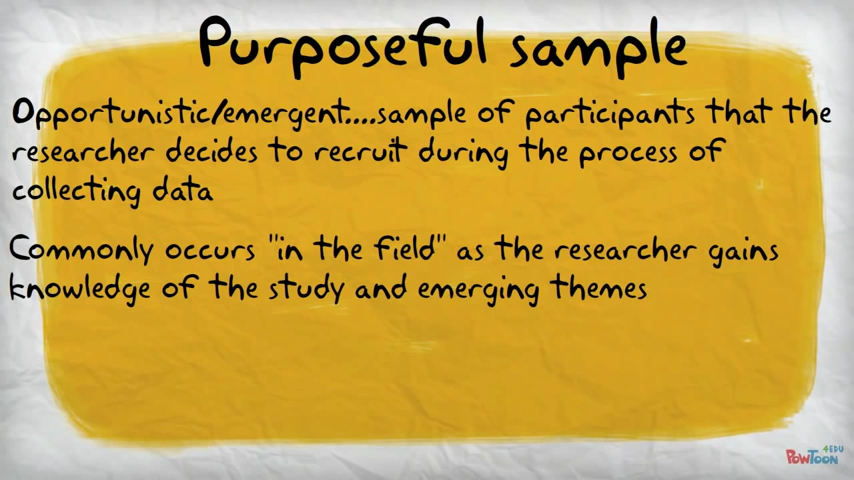 Purposeful sample
Opportunistic/emergent....sample of participants that the
researcher decides to recruit during the process of
collecting data
Commonly occurs "in the field" as the researcher gains
knowledge of the study and emerging themes
4EDU
POWTOON